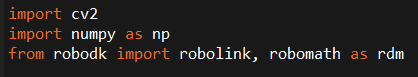 import cv2
import numpy as np
from robodk import robolink, robomath as rdm